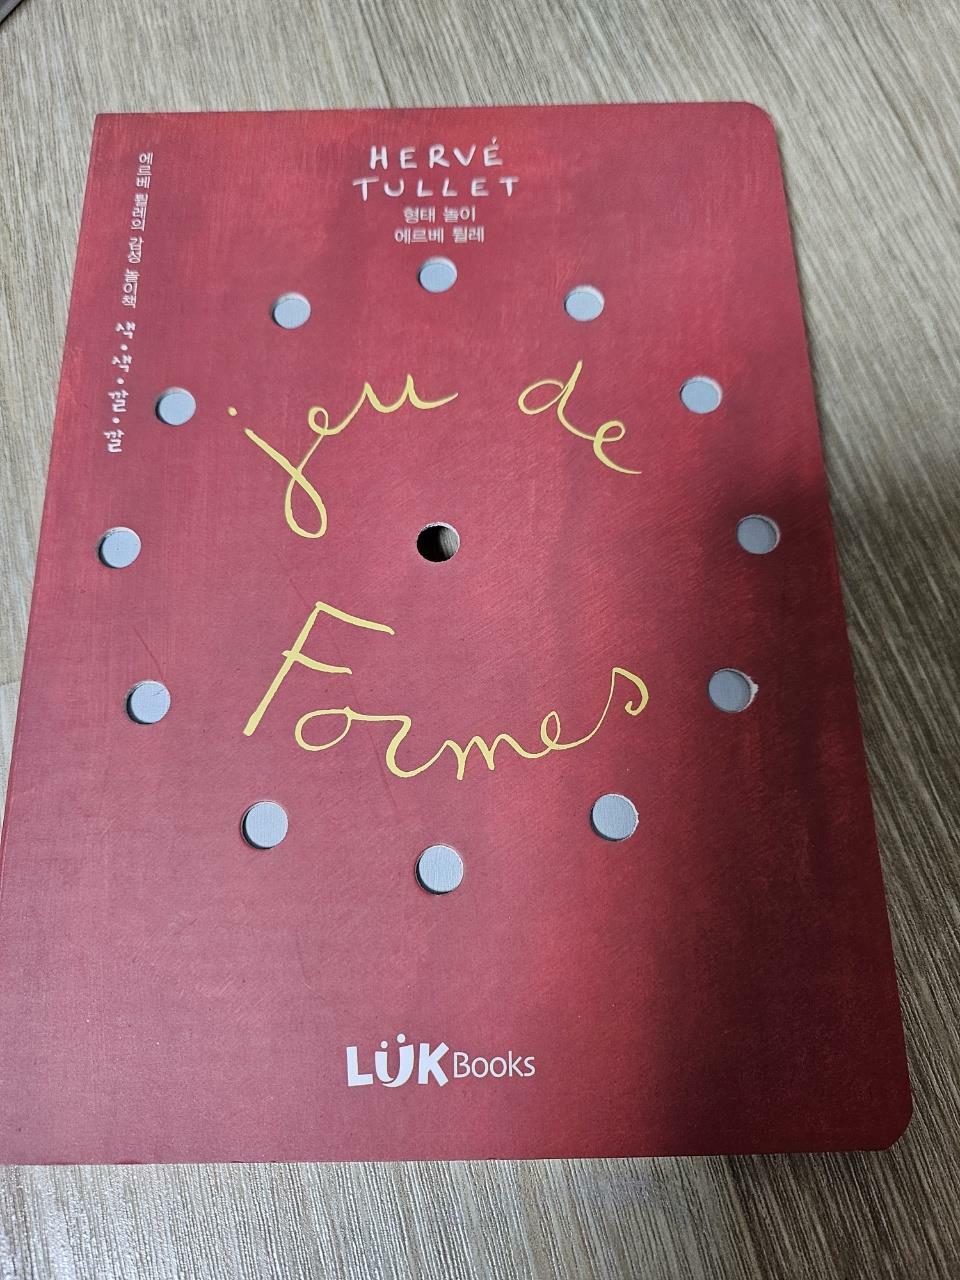 HERVÉ
TULLET
형태 놀이
에르베 튈레
에르베 튈레의 감성 놀이책 색·색·깔·깔
jeu de
Formes
LÜK Books